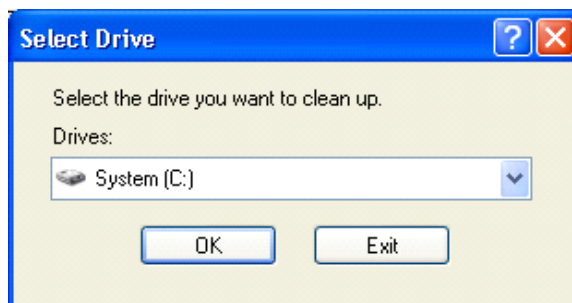 Select Drive
Select the drive you want to clean up.
Drives:
System (C:)
OK Exit